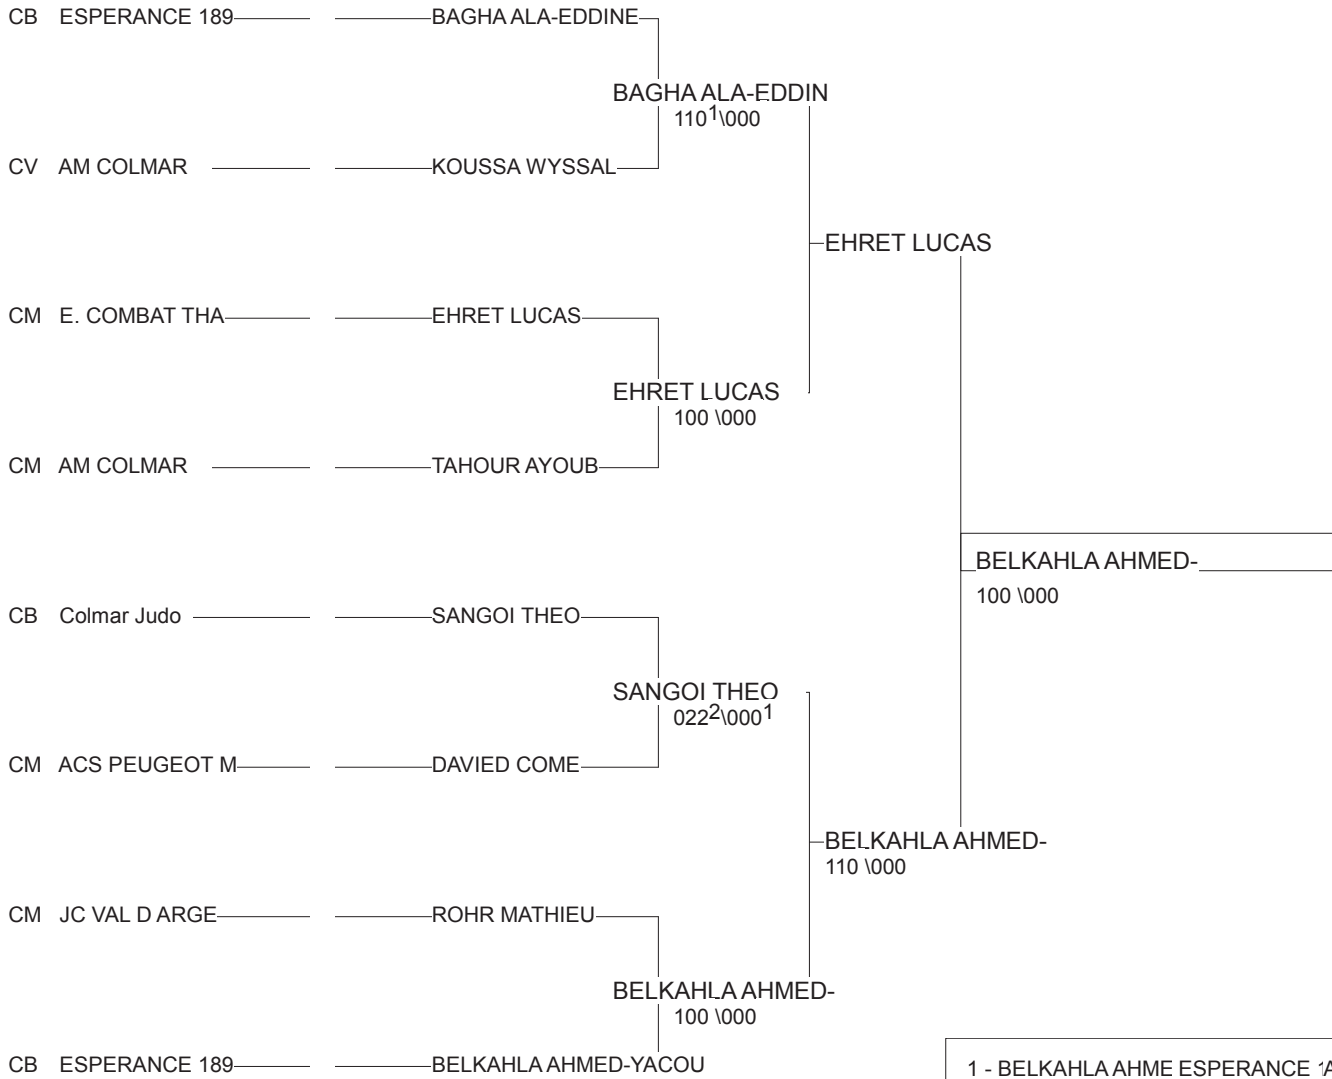 CB ESPERANCE 189 BAGHA ALA-EDDINE
BAGHA ALA-EDDIN
110¹\000
CV AM COLMAR KOUSSA WYSSAL
EHRET LUCAS
CM E. COMBAT THA EHRET LUCAS
EHRET LUCAS
100 \000
CM AM COLMAR TAHOUR AYOUB
BELKAHLA AHMED-
100 \000
CB Colmar Judo SANGOI THEO
SANGOI THEO
022²\000¹
CM ACS PEUGEOT M DAVIED COME
BELKAHLA AHMED-
110 \000
CM JC VAL D ARGE ROHR MATHIEU
BELKAHLA AHMED-
100 \000
CB ESPERANCE 189 BELKAHLA AHMED-YACOU
1 - BELKAHLA AHME ESPERANCE